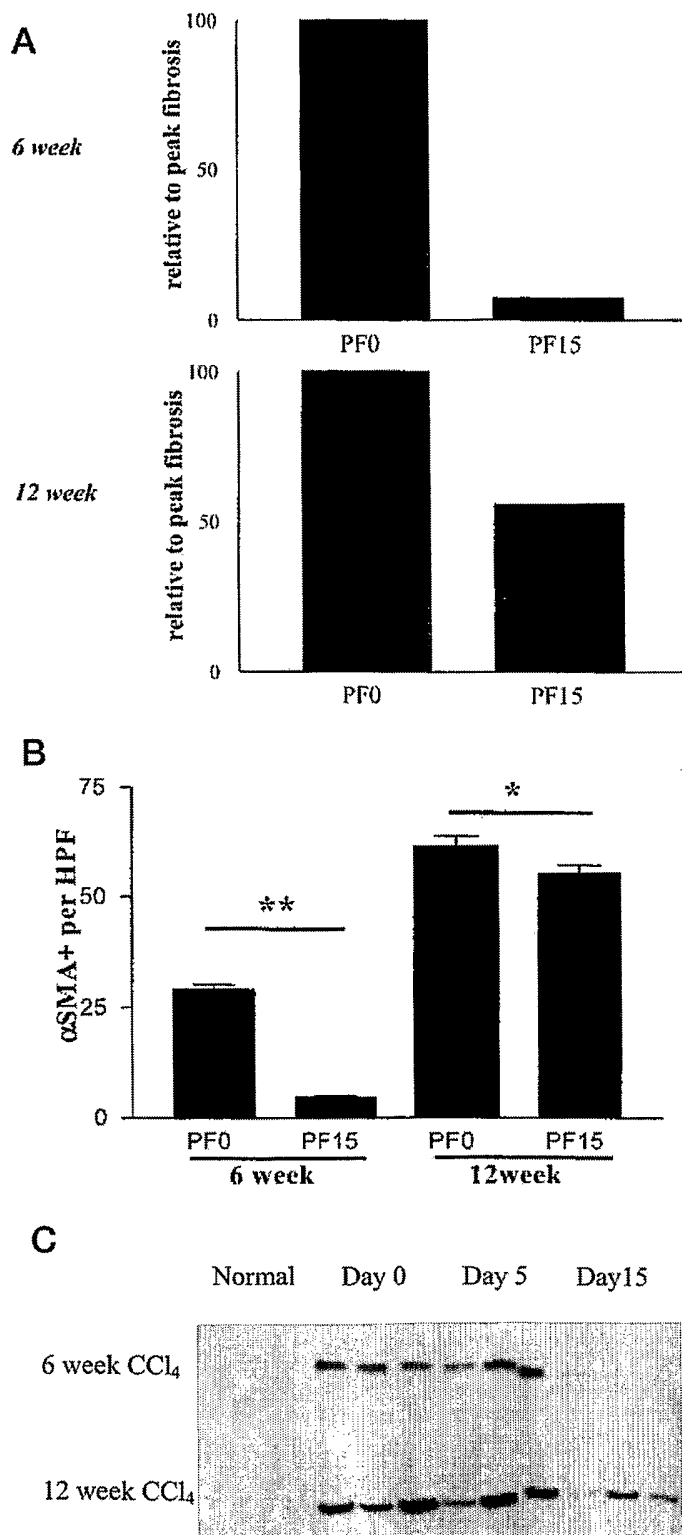 A
6 week
relative to peak fibrosis
100
50
0
PF0 PF15
12 week
relative to peak fibrosis
100
50
0
PF0 PF15
B
αSMA+ per HPF
75
50
25
0
**
*
PF0 PF15 PF0 PF15
6 week 12week
C
Normal Day 0 Day 5 Day15
6 week CCl₄
12 week CCl₄